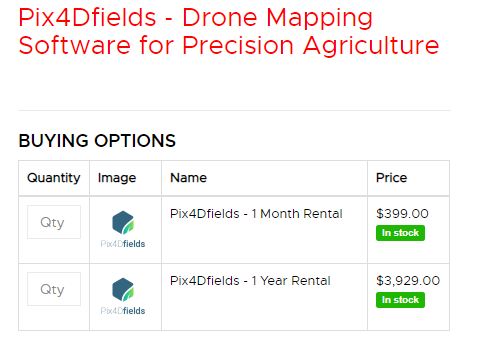 Pix4Dfields - Drone Mapping
Software for Precision Agriculture
BUYING OPTIONS
Quantity Image Name Price
Qty Pix4Dfields - 1 Month Rental $399.00
Pix4Dfields In stock
Qty Pix4Dfields - 1 Year Rental $3,929.00
Pix4Dfields In stock